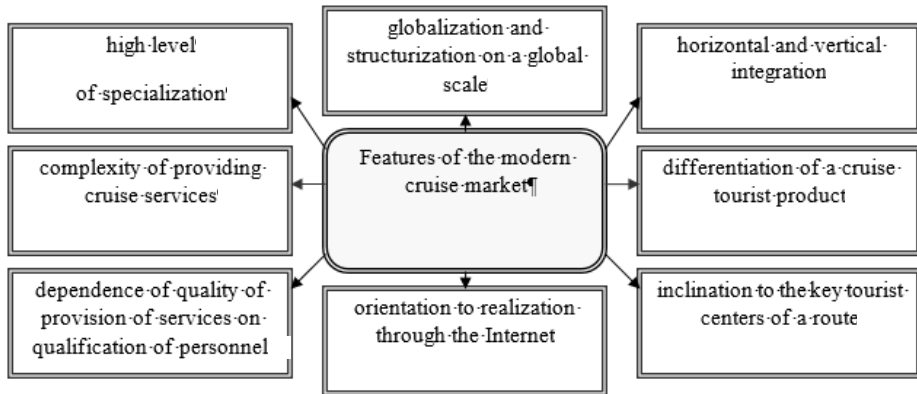 high level
of specialization
globalization and
structurization on a global
scale
horizontal and vertical
integration
complexity of providing
cruise services
Features of the modern
cruise market¶
differentiation of a cruise
tourist product
dependence of quality of
provision of services on
qualification of personnel
orientation to realization
through the Internet
inclination to the key tourist
centers of a route